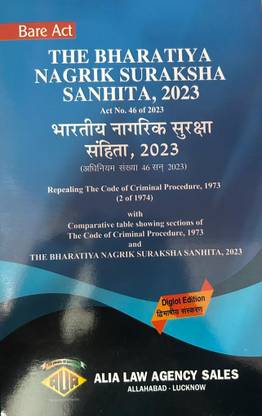 Bare Act
THE BHARATIYA
NAGRIK SURAKSHA
SANHITA, 2023
Act No. 46 of 2023
भारतीय नागरिक सुरक्षा
संहिता, 2023
(अधिनियम संख्या 46 सन् 2023)
Repealing The Code of Criminal Procedure, 1973
(2 of 1974)
with
Comparative table showing sections of
The Code of Criminal Procedure, 1973
and
THE BHARATIYA NAGRIK SURAKSHA SANHITA, 2023
Diglot Edition
द्विभाषीय संस्करण
ALIA LAW AGENCY SALES
ALLAHABAD - LUCKNOW